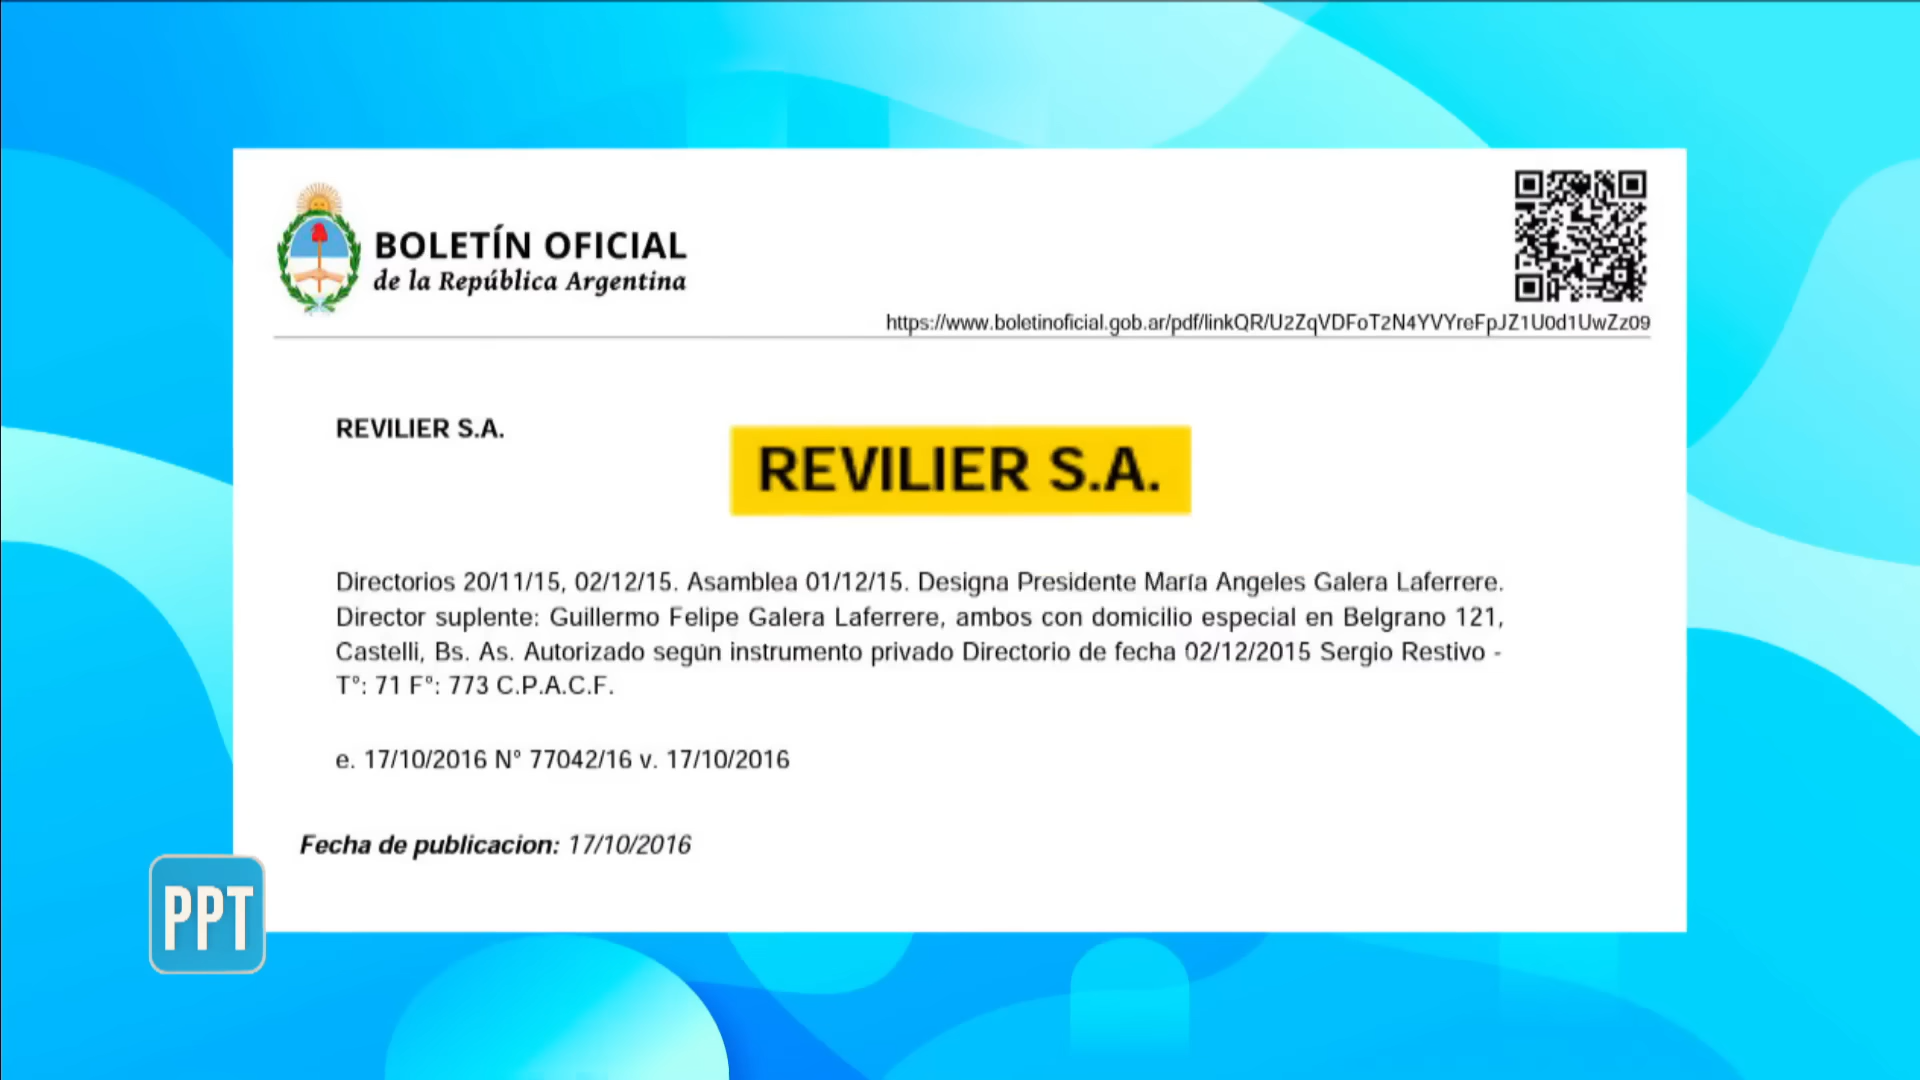 BOLETÍN OFICIAL
de la República Argentina
https://www.boletinoficial.gob.ar/pdf/linkQR/U2ZqVDFoT2N4YVYreFpJZ1U0d1UwZz09
REVILIER S.A.
REVILIER S.A.
Directorios 20/11/15, 02/12/15. Asamblea 01/12/15. Designa Presidente María Angeles Galera Laferrere.
Director suplente: Guillermo Felipe Galera Laferrere, ambos con domicilio especial en Belgrano 121,
Castelli, Bs. As. Autorizado según instrumento privado Directorio de fecha 02/12/2015 Sergio Restivo -
T°: 71 F°: 773 C.P.A.C.F.
e. 17/10/2016 N° 77042/16 v. 17/10/2016
Fecha de publicacion: 17/10/2016
PPT